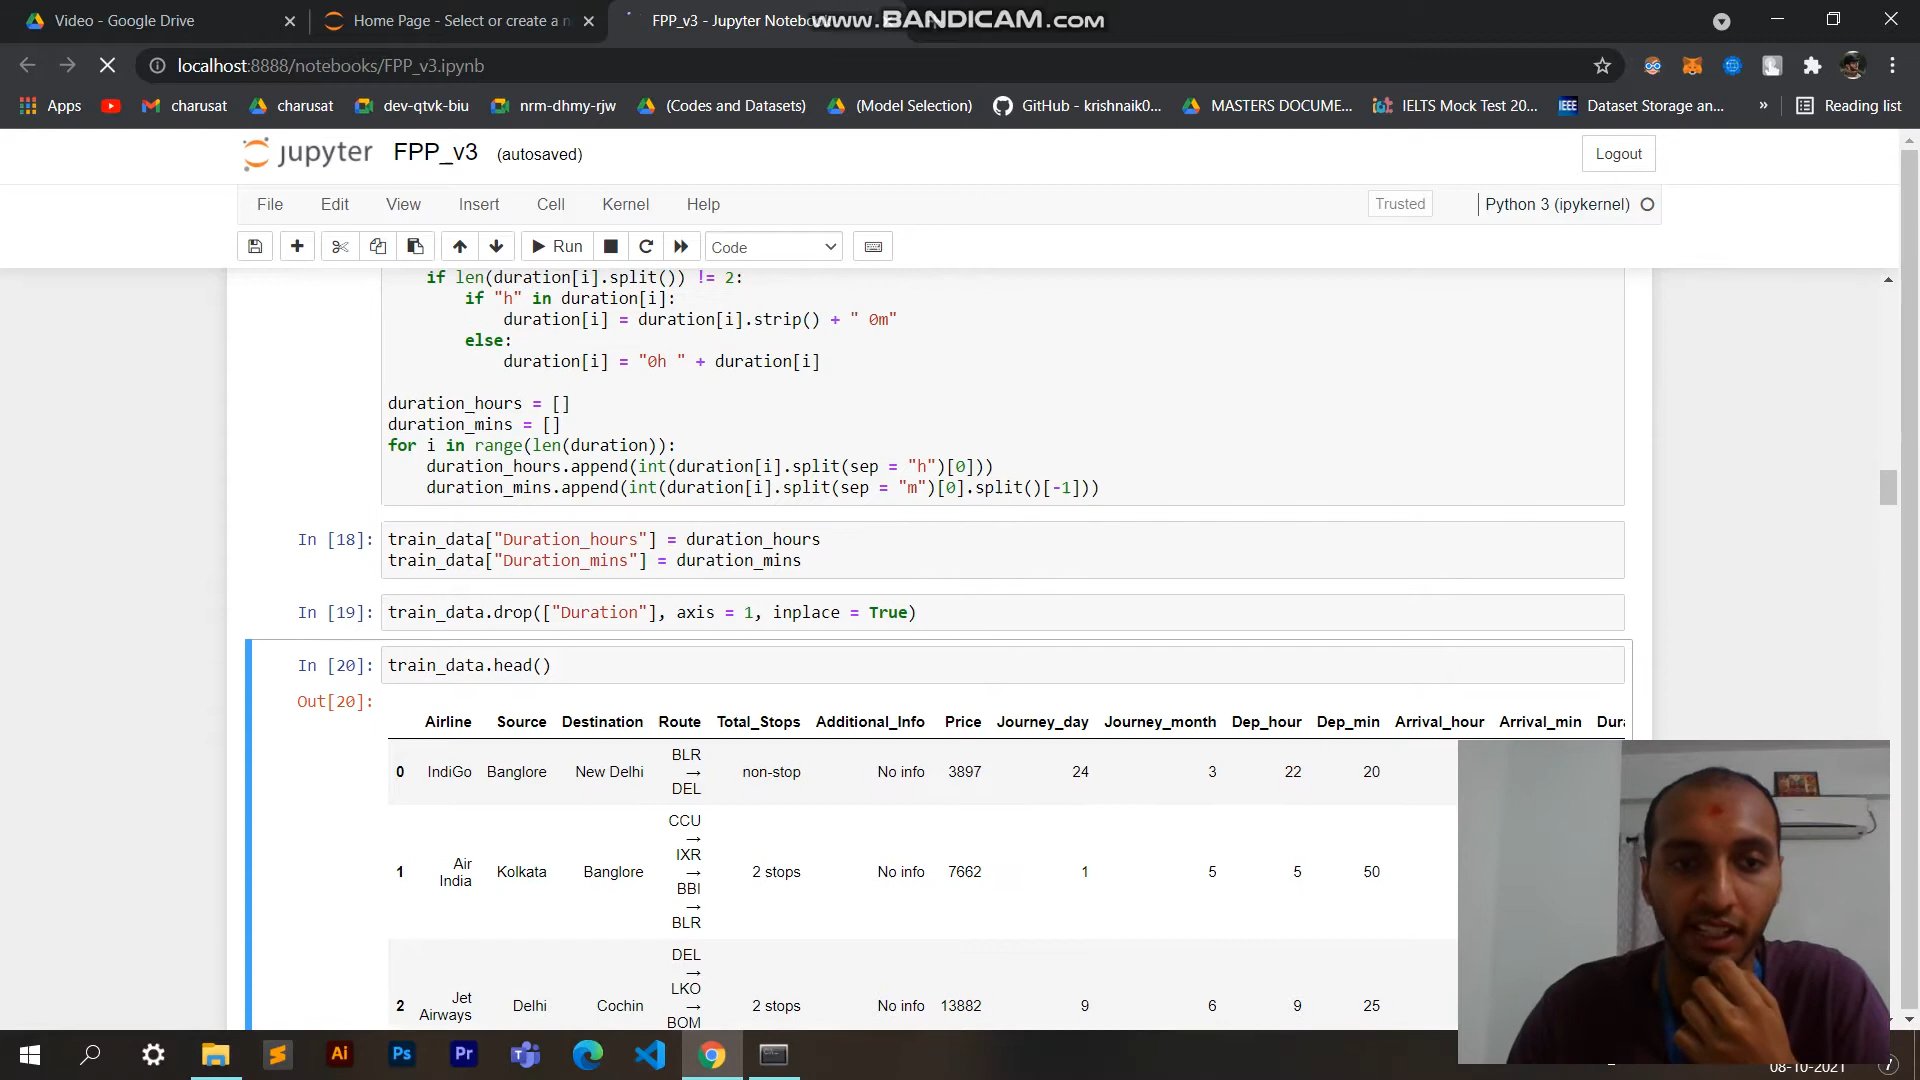 Video - Google Drive
Home Page - Select or create a n
FPP_v3 - Jupyter Notebo
www.BANDICAM.com
localhost:8888/notebooks/FPP_v3.ipynb
Apps
charusat
charusat
dev-qtvk-biu
nrm-dhmy-rjw
(Codes and Datasets)
(Model Selection)
GitHub - krishnaik0...
MASTERS DOCUME...
IELTS Mock Test 20...
IEEE
Dataset Storage an...
»
Reading list
jupyter FPP_v3 (autosaved)
Logout
File Edit View Insert Cell Kernel Help
Trusted
Python 3 (ipykernel)
Run
Code
if len(duration[i].split()) != 2:
if "h" in duration[i]:
duration[i] = duration[i].strip() + " 0m"
else:
duration[i] = "0h " + duration[i]
duration_hours = []
duration_mins = []
for i in range(len(duration)):
duration_hours.append(int(duration[i].split(sep = "h")[0]))
duration_mins.append(int(duration[i].split(sep = "m")[0].split()[-1]))
In [18]: train_data["Duration_hours"] = duration_hours
train_data["Duration_mins"] = duration_mins
In [19]: train_data.drop(["Duration"], axis = 1, inplace = True)
In [20]: train_data.head()
Out[20]:
Airline Source Destination Route Total_Stops Additional_Info Price Journey_day Journey_month Dep_hour Dep_min Arrival_hour Arrival_min Dura
0 IndiGo Banglore New Delhi BLR → DEL non-stop No info 3897 24 3 22 20
1 Air India Kolkata Banglore CCU → IXR → BBI → BLR 2 stops No info 7662 1 5 5 50
2 Jet Airways Delhi Cochin DEL → LKO → BOM 2 stops No info 13882 9 6 9 25
Ai
Ps
Pr
08-10-2021